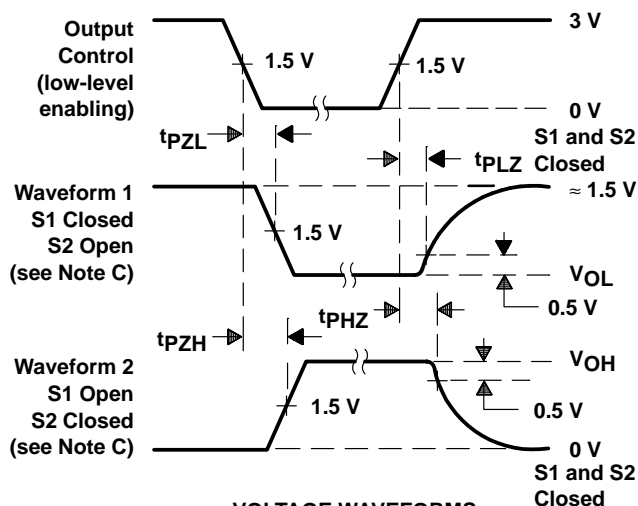 Output
Control
(low-level
enabling)
1.5 V
1.5 V
3 V
0 V
S1 and S2
Closed
tPZL
tPLZ
Waveform 1
S1 Closed
S2 Open
(see Note C)
1.5 V
≈ 1.5 V
VOL
0.5 V
tPZH
tPHZ
Waveform 2
S1 Open
S2 Closed
(see Note C)
1.5 V
VOH
0.5 V
0 V
S1 and S2
Closed
VOLTAGE WAVEFORMS